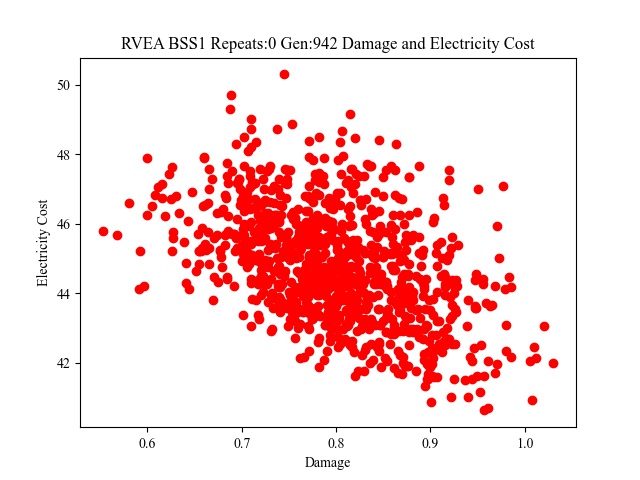 RVEA BSS1 Repeats:0 Gen:942 Damage and Electricity Cost
50
48
46
44
42
Electricity Cost
0.6 0.7 0.8 0.9 1.0
Damage